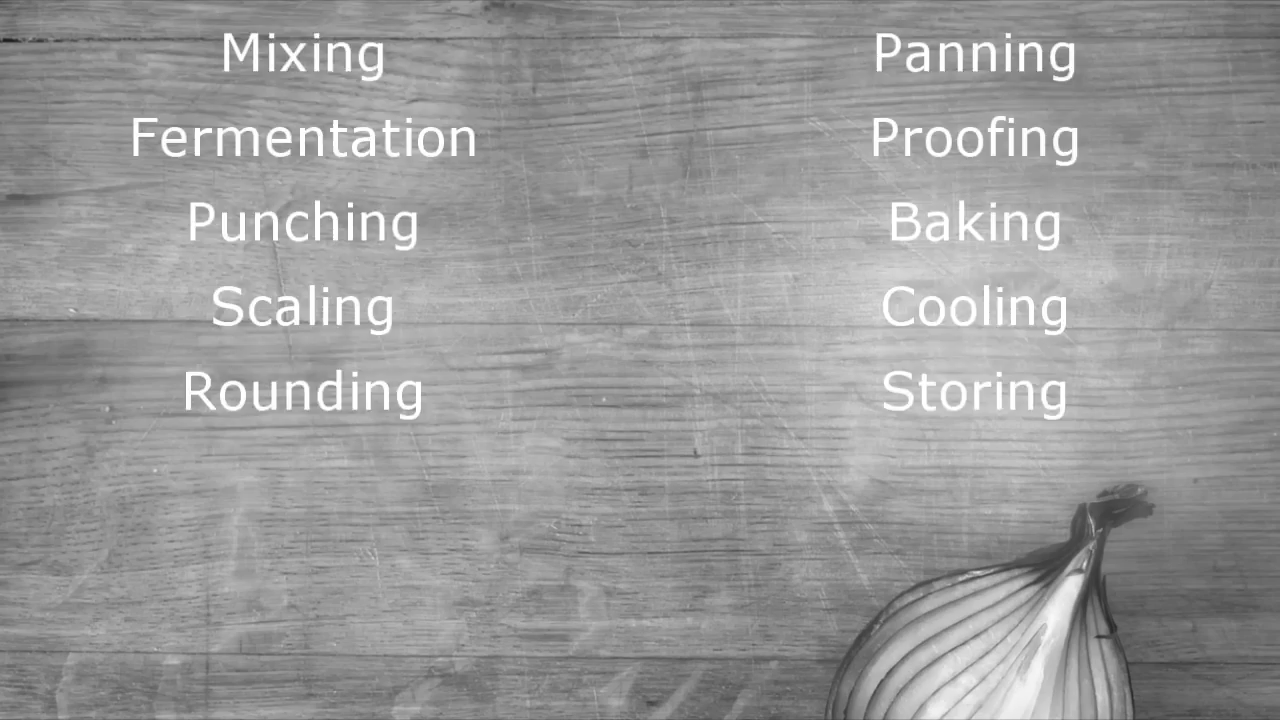 Mixing
Fermentation
Punching
Scaling
Rounding
Panning
Proofing
Baking
Cooling
Storing